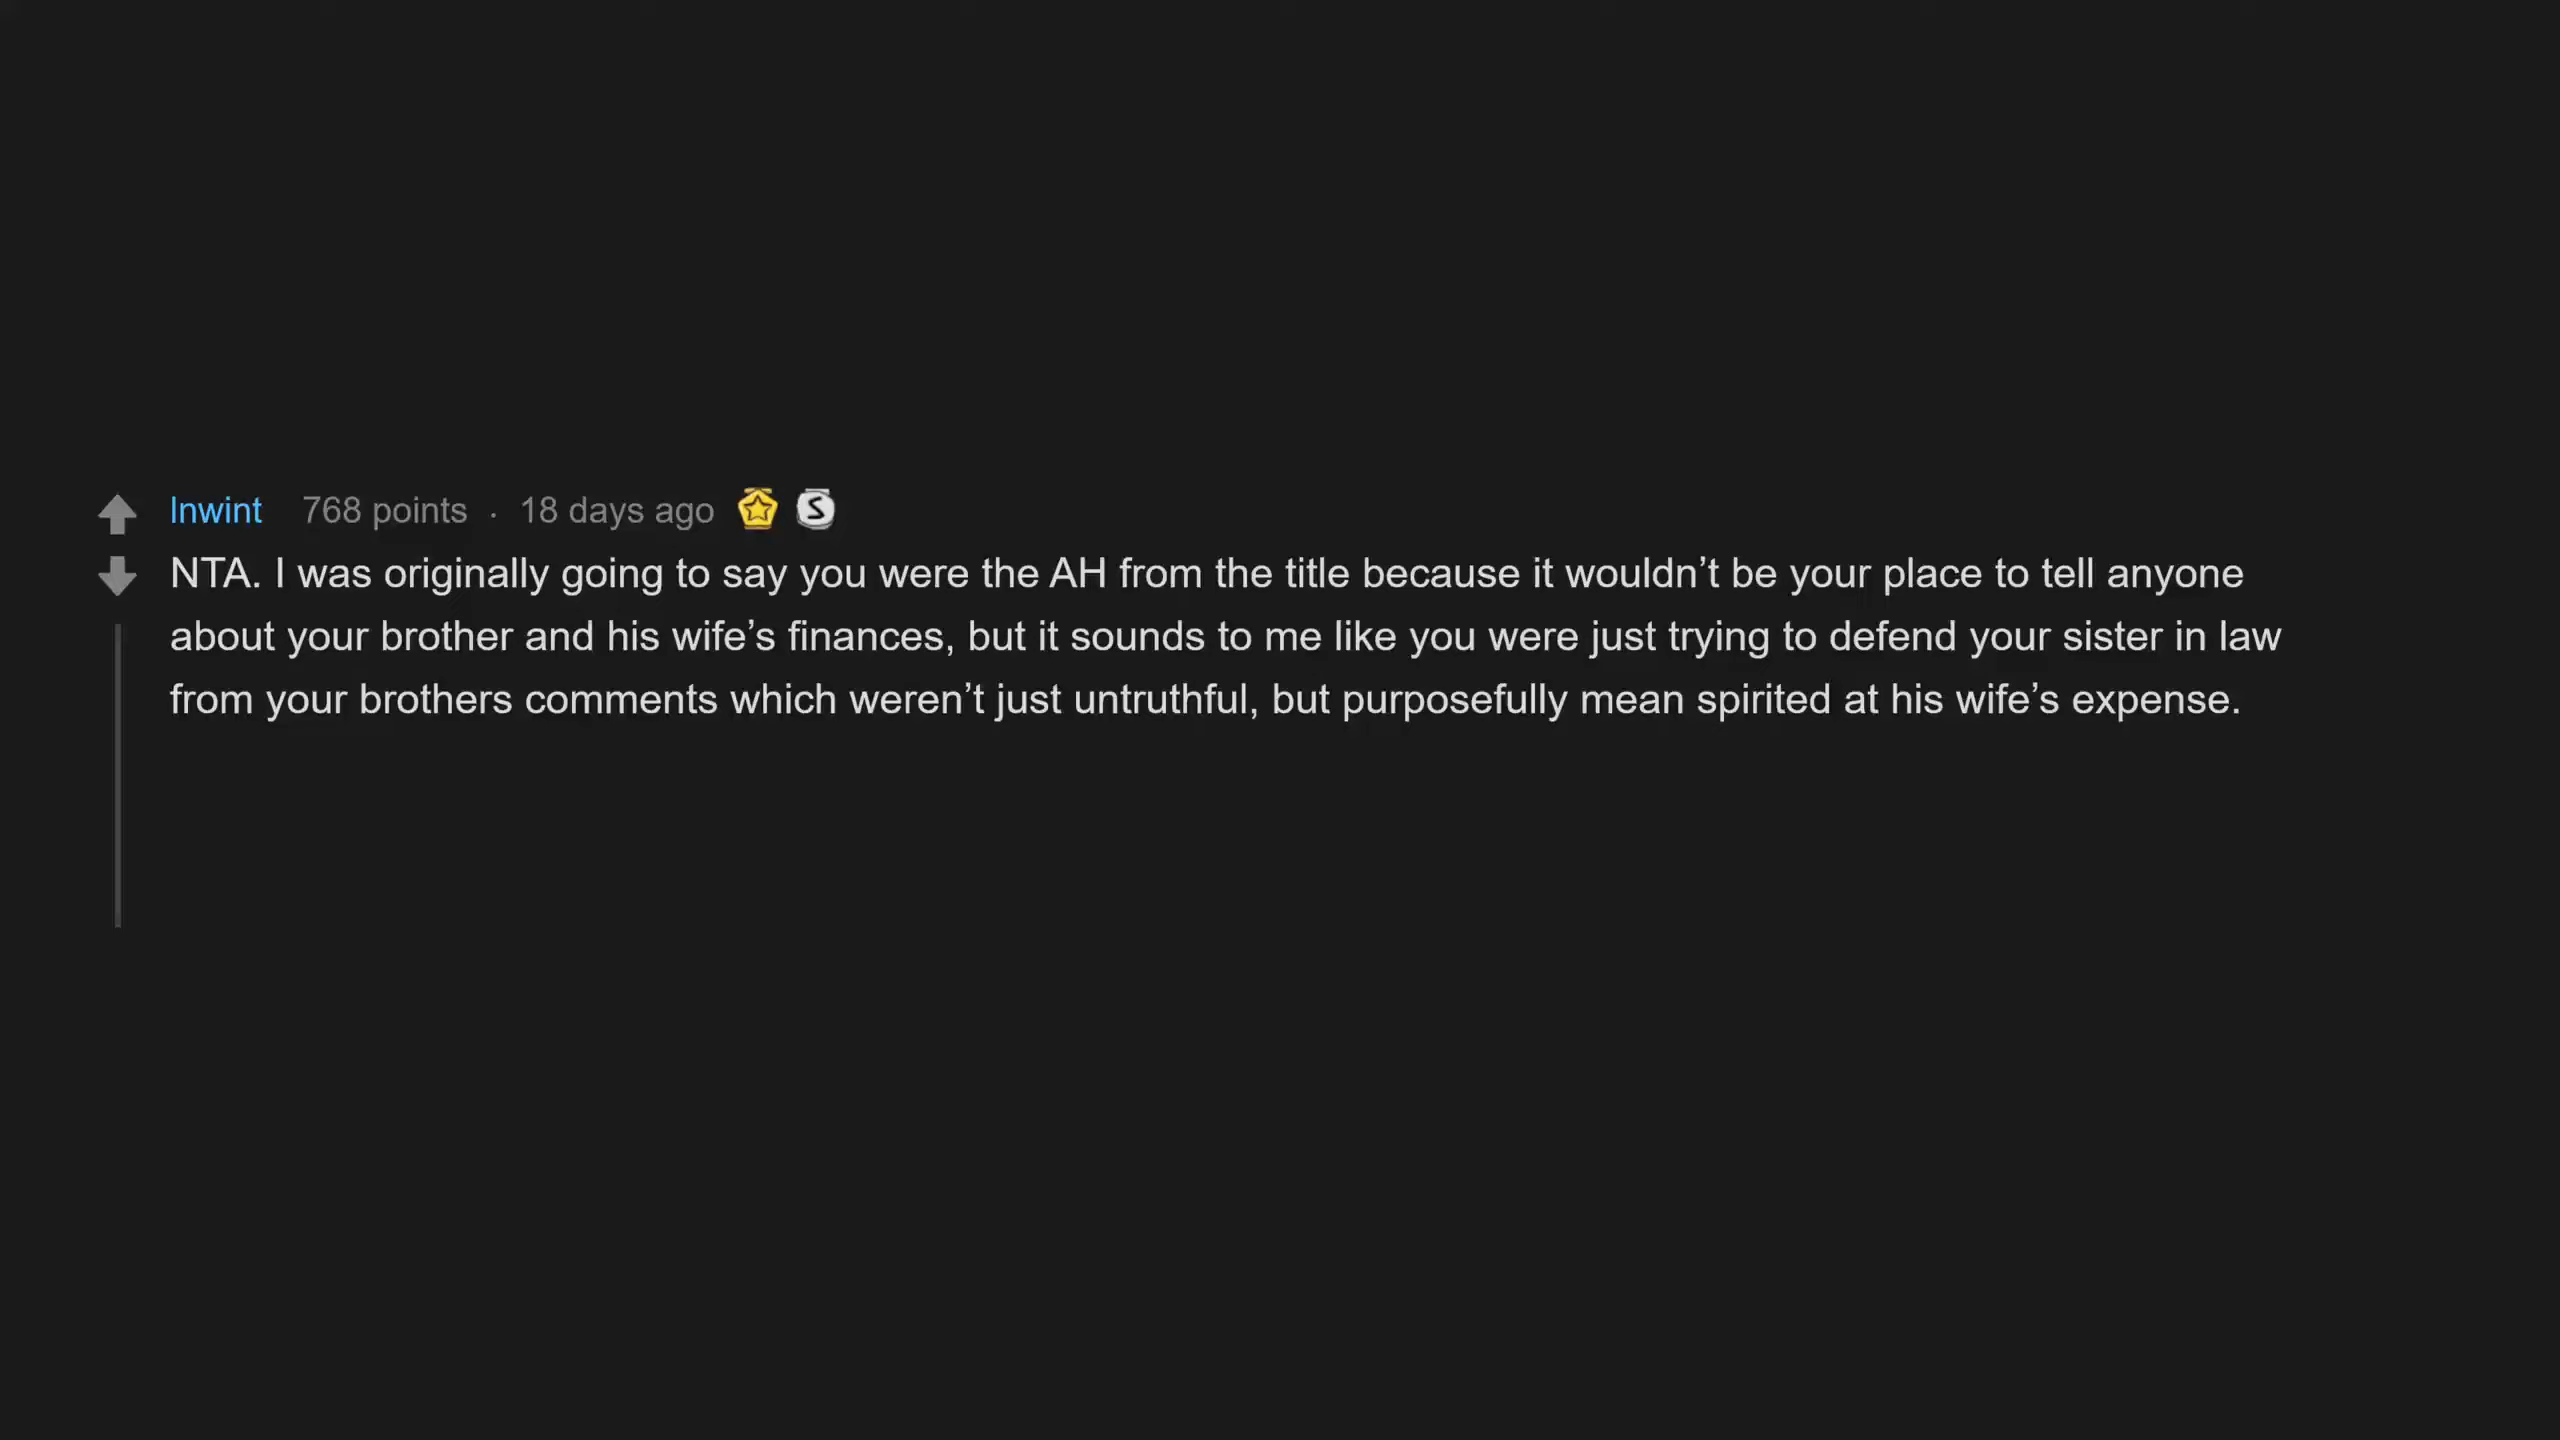 Inwint 768 points · 18 days ago
NTA. I was originally going to say you were the AH from the title because it wouldn’t be your place to tell anyone
about your brother and his wife’s finances, but it sounds to me like you were just trying to defend your sister in law
from your brothers comments which weren’t just untruthful, but purposefully mean spirited at his wife’s expense.